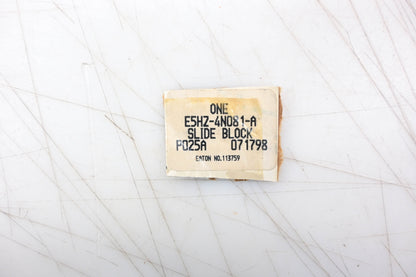 ONE
E5HZ-4N081-A
SLIDE BLOCK
P025A 071798
EATON NO.113759